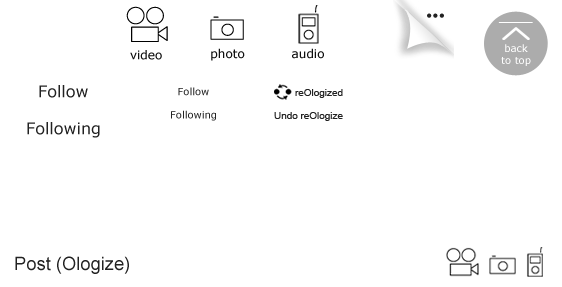 •••
video
photo
audio
back
to top
Follow
Follow
reOlogized
Following
Following
Undo reOlogize
Post (Ologize)